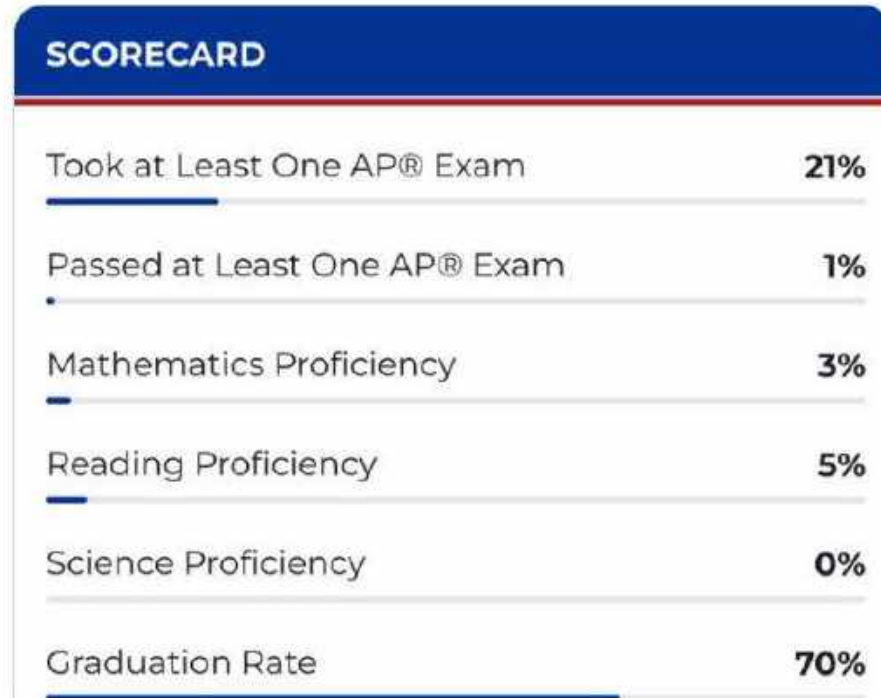 SCORECARD
Took at Least One AP® Exam 21%
Passed at Least One AP® Exam 1%
Mathematics Proficiency 3%
Reading Proficiency 5%
Science Proficiency 0%
Graduation Rate 70%